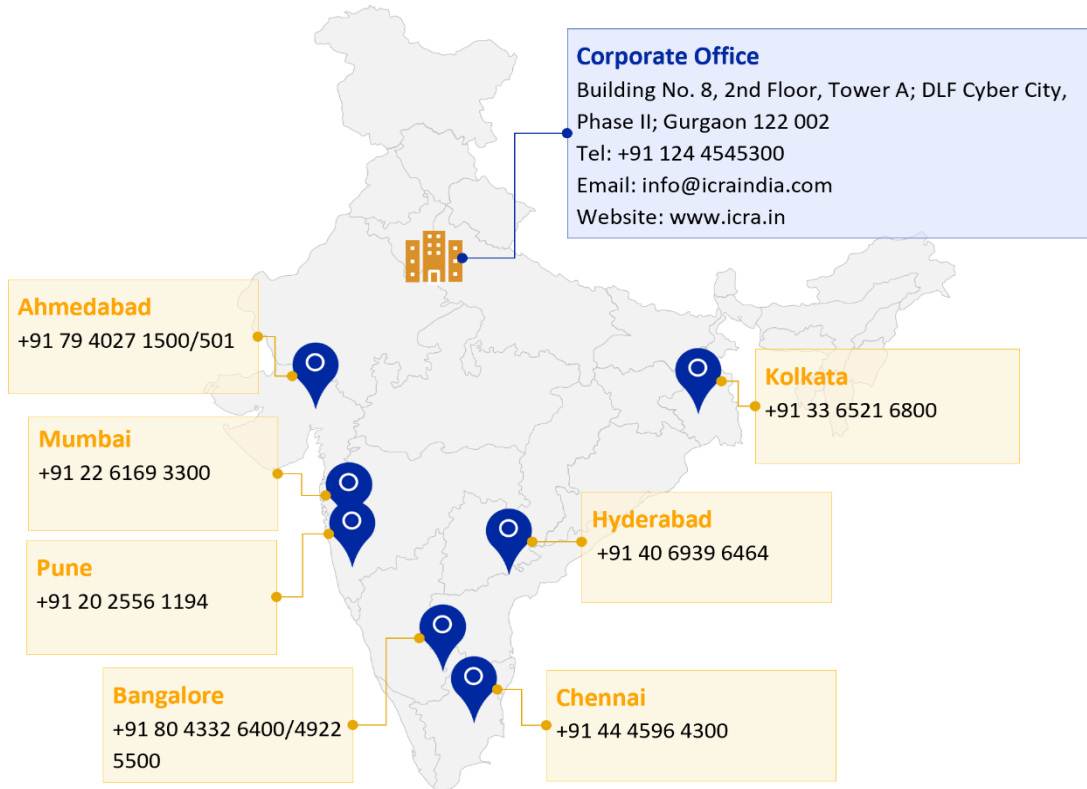 Corporate Office
Building No. 8, 2nd Floor, Tower A; DLF Cyber City,
Phase II; Gurgaon 122 002
Tel: +91 124 4545300
Email: info@icraindia.com
Website: www.icra.in
Ahmedabad
+91 79 4027 1500/501
Kolkata
+91 33 6521 6800
Mumbai
+91 22 6169 3300
Hyderabad
+91 40 6939 6464
Pune
+91 20 2556 1194
Bangalore
+91 80 4332 6400/4922
5500
Chennai
+91 44 4596 4300